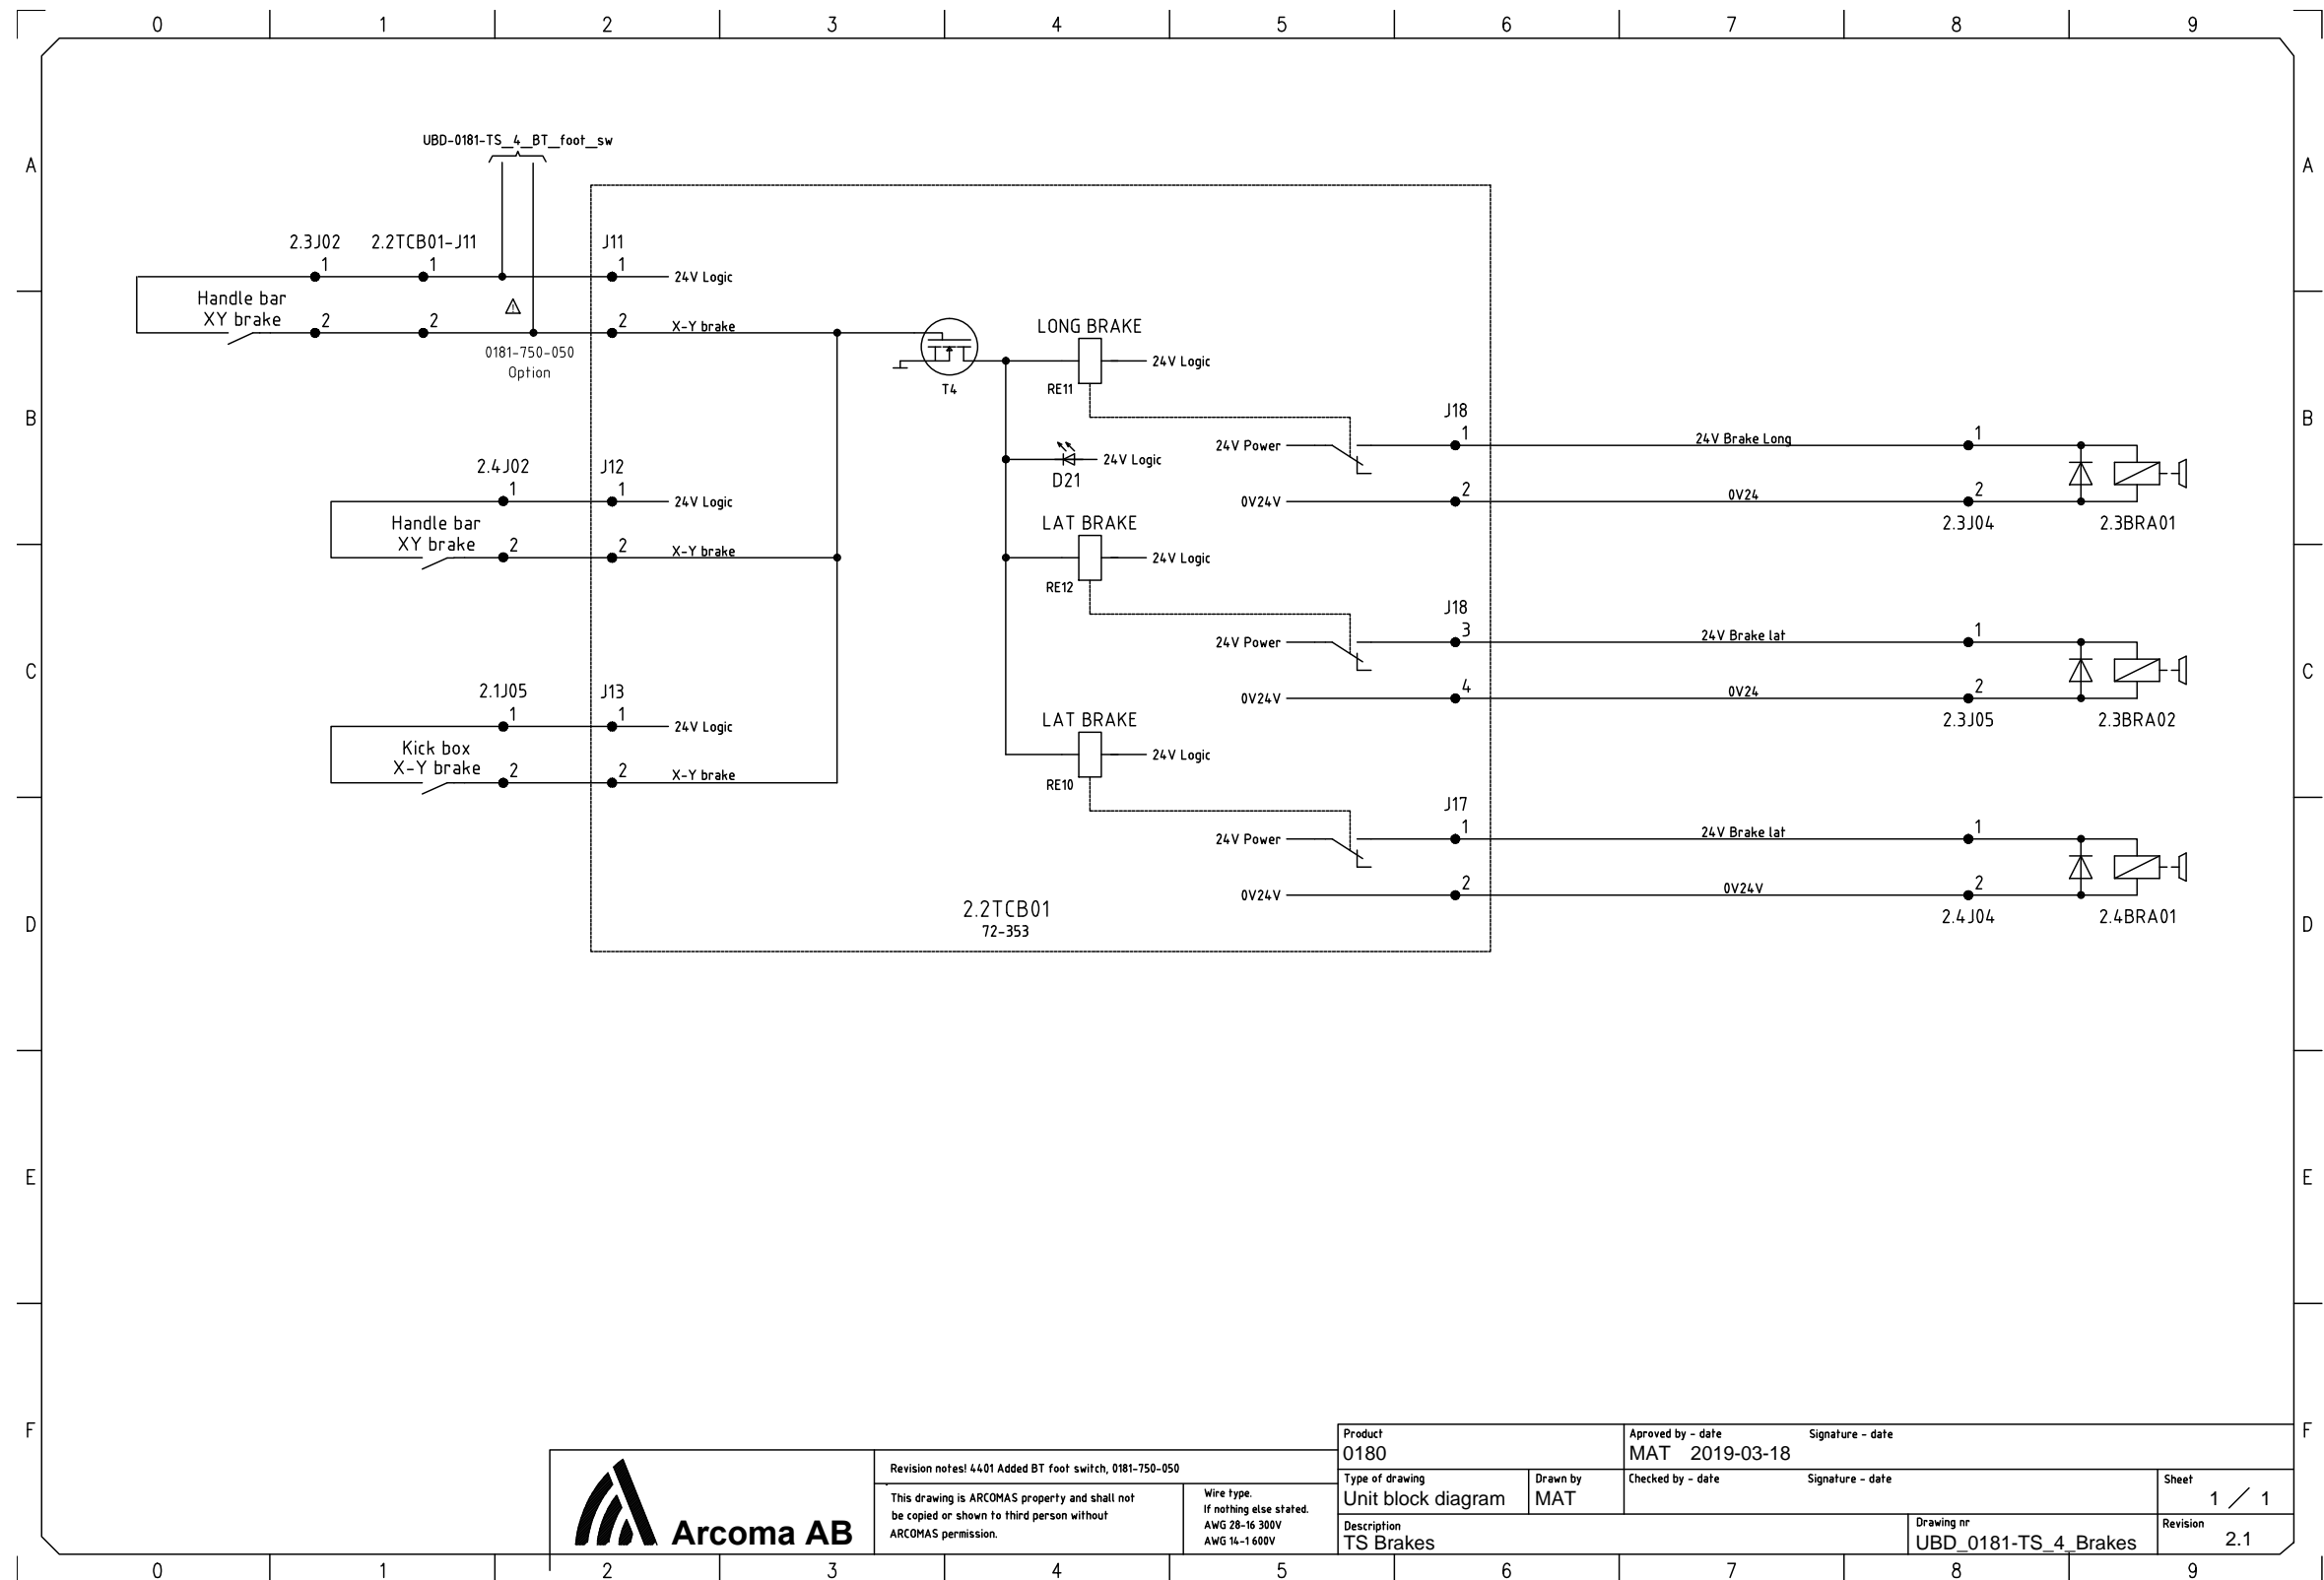 0 1 2 3 4 5 6 7 8 9
A A
UBD-0181-TS_4_BT_foot_sw
2.3J02 2.2TCB01-J11 J11
1 1 1 24V Logic
Handle bar
XY brake
2 2 2 X-Y brake
0181-750-050
Option
T4
LONG BRAKE
24V Logic
RE11
B B
J18
24V Power 1 24V Brake Long 1
D21 24V Logic
0V24V 2 0V24 2
2.3J04 2.3BRA01
2.4J02 J12
1 1 24V Logic
Handle bar
XY brake
2 2 X-Y brake
LAT BRAKE
24V Logic
RE12
J18
24V Power 3 24V Brake lat 1
C C
0V24V 4 0V24 2
2.3J05 2.3BRA02
2.1J05 J13
1 1 24V Logic
Kick box
X-Y brake
2 2 X-Y brake
LAT BRAKE
24V Logic
RE10
J17
24V Power 1 24V Brake lat 1
0V24V 2 0V24V 2
2.4J04 2.4BRA01
2.2TCB01
72-353
D D
E E
F F
Arcoma AB
Revision notes! 4401 Added BT foot switch, 0181-750-050
This drawing is ARCOMAS property and shall not
be copied or shown to third person without
ARCOMAS permission.
Wire type.
If nothing else stated.
AWG 28-16 300V
AWG 14-1 600V
Product
0180
Aproved by - date Signature - date
MAT 2019-03-18
Type of drawing
Unit block diagram
Drawn by
MAT
Checked by - date Signature - date
Sheet
1 / 1
Description
TS Brakes
Drawing nr
UBD_0181-TS_4_Brakes
Revision
2.1
0 1 2 3 4 5 6 7 8 9